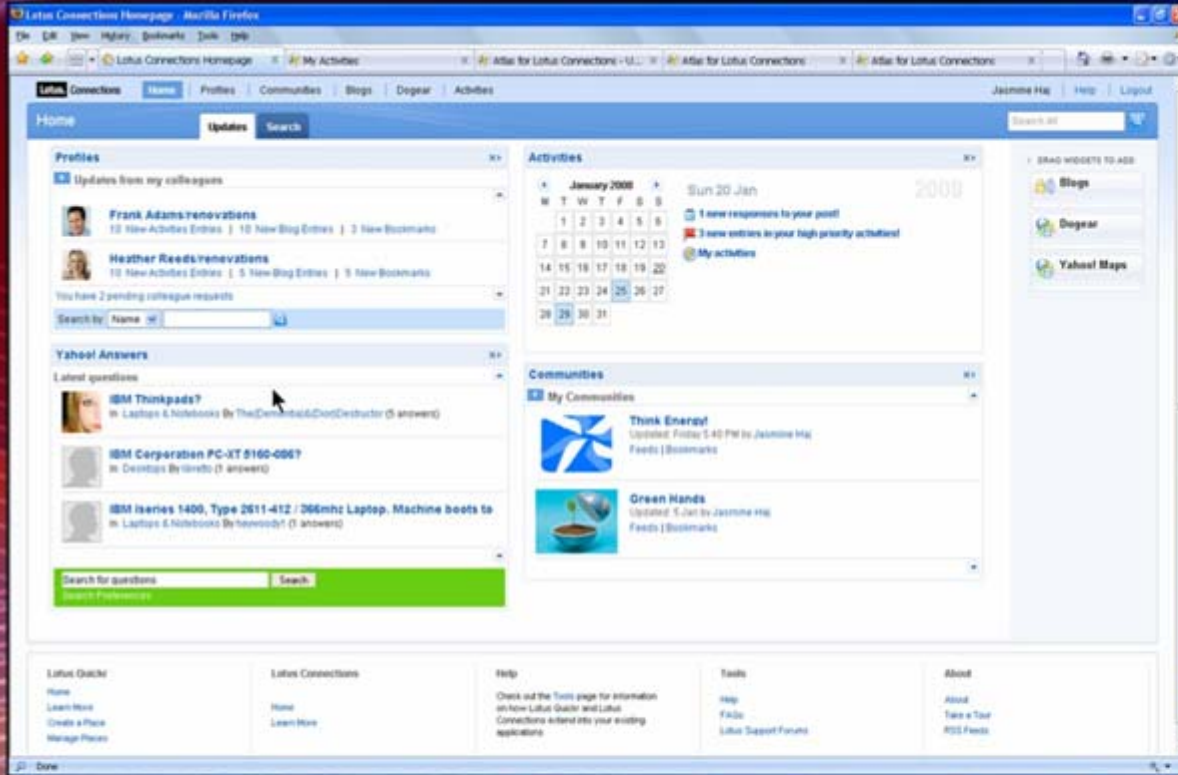 Lotus Connections Homepage - Mozilla Firefox
File Edit View History Bookmarks Tools Help
Lotus Connections Homepage
My Activities
Atlas for Lotus Connections - U...
Atlas for Lotus Connections
Atlas for Lotus Connections
Lotus. Connections Home Profiles Communities Blogs Dogear Activities
Jasmine Haj Help Logout
Home
Updates Search
Search All
Profiles
Updates from my colleagues
Frank Adams/renovations
10 New Activities Entries | 10 New Blog Entries | 3 New Bookmarks
Heather Reeds/renovations
10 New Activities Entries | 5 New Blog Entries | 5 New Bookmarks
You have 2 pending colleague requests
Search by Name
Yahoo! Answers
Latest questions
IBM Thinkpads?
in Laptops & Notebooks By (5 answers)
IBM Corporation PC-XT 5160-086?
in Desktops By (1 answers)
IBM iseries 1400, Type 2611-412 / 366mhz Laptop. Machine boots to
in Laptops & Notebooks By heywoody! (1 answers)
Search for questions Search
Search Preferences
Activities
January 2008
M T W T F S S
1 2 3 4 5 6
7 8 9 10 11 12 13
14 15 16 17 18 19 20
21 22 23 24 25 26 27
28 29 30 31
Sun 20 Jan
2008
1 new responses to your post!
3 new entries in your high priority activities!
My activities
Communities
My Communities
Think Energy!
Updated: Friday 5:40 PM by Jasmine Haj
Feeds | Bookmarks
Green Hands
Updated: 5 Jan by Jasmine Haj
Feeds | Bookmarks
DRAG WIDGETS TO ADD:
Blogs
Dogear
Yahoo! Maps
Lotus Quickr
Home
Learn More
Create a Place
Manage Places
Lotus Connections
Home
Learn More
Help
Check out the Tools page for information
on how Lotus Quickr and Lotus
Connections extend into your existing
applications
Tools
Help
FAQs
Lotus Support Forums
About
About
Take a Tour
RSS Feeds
Done